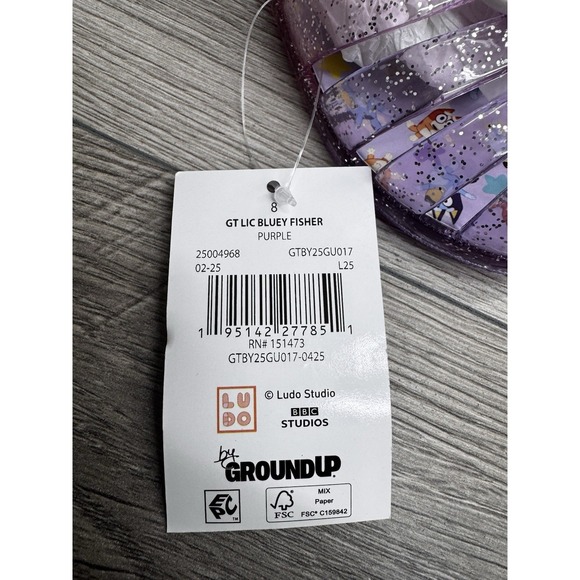 8
GT LIC BLUEY FISHER
PURPLE
25004968 GTBY25GU017
02-25 L25
1 95142 27785 1
RN# 151473
GTBY25GU017-0425
LU
DO
© Ludo Studio
BBC
STUDIOS
by
GROUNDUP.
EPC™
FSC
MIX
Paper
FSC® C159842